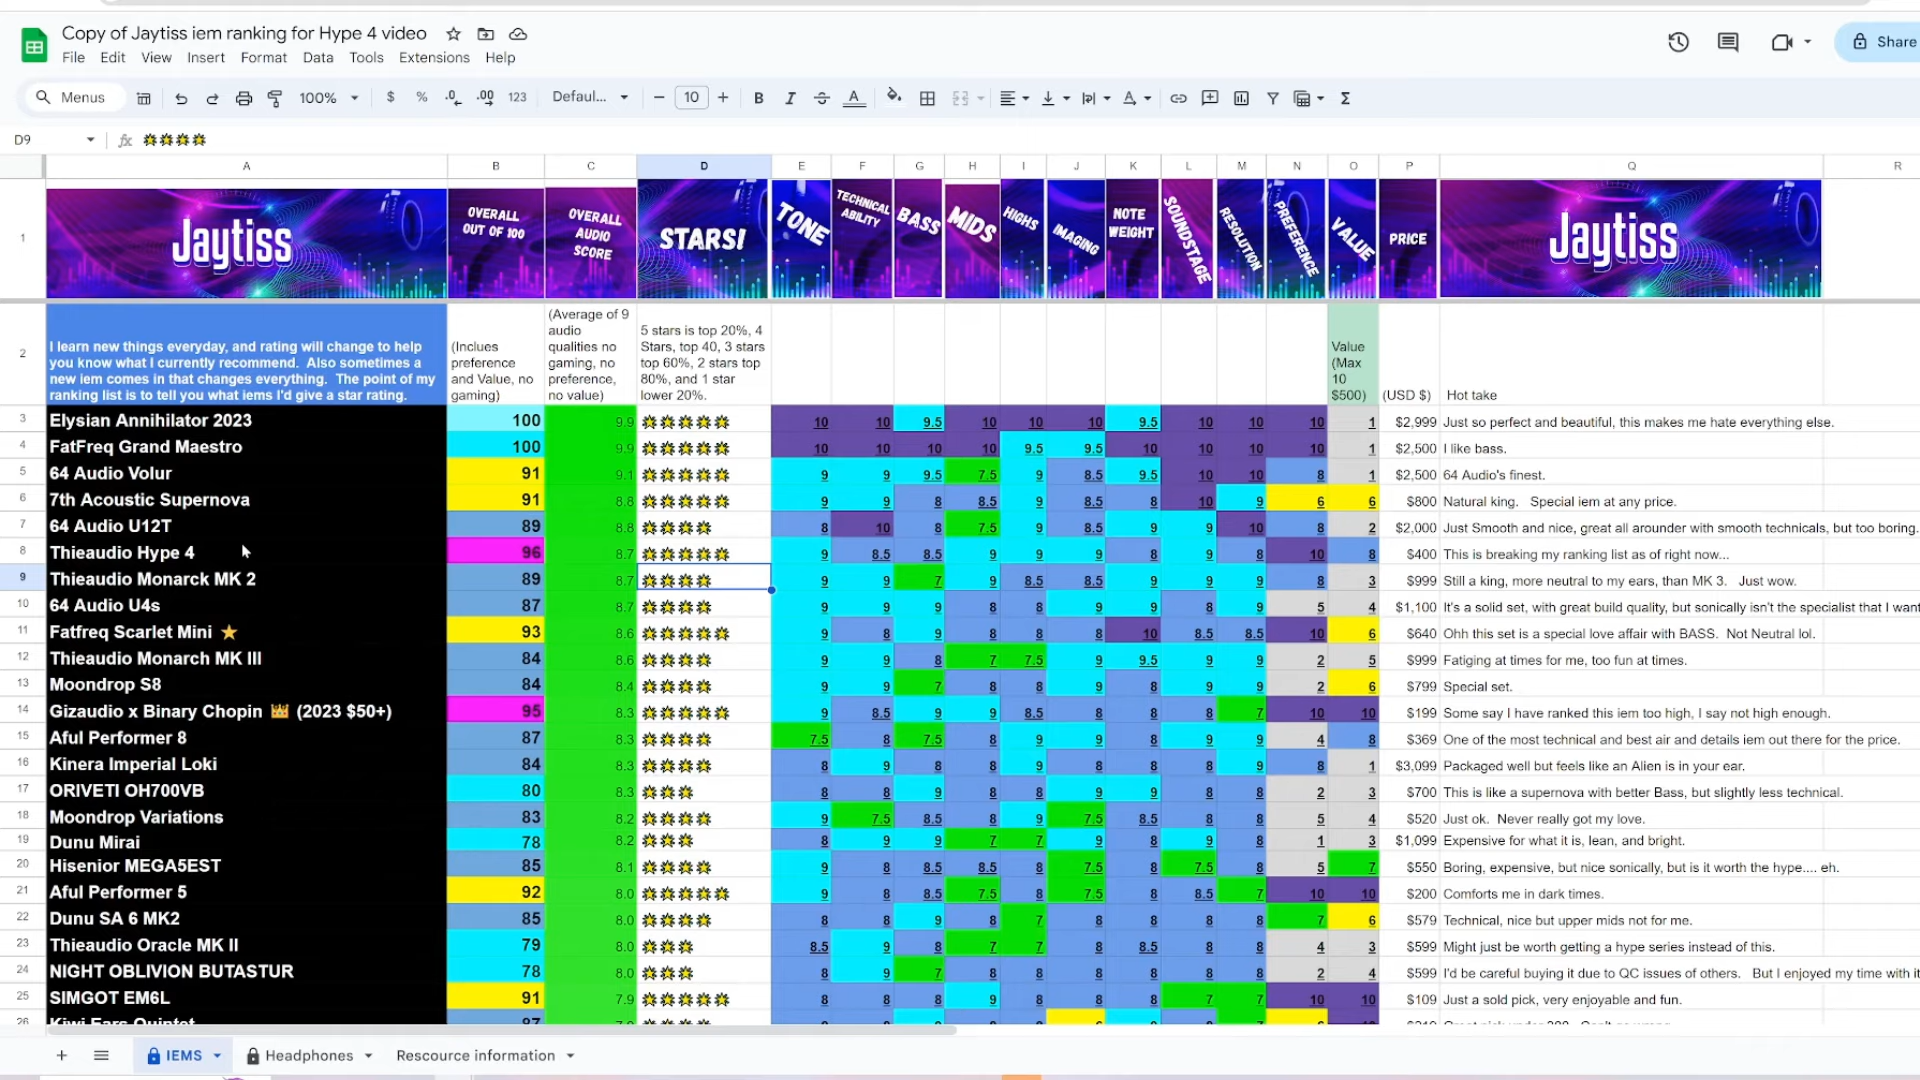 Copy of Jaytiss iem ranking for Hype 4 video
File Edit View Insert Format Data Tools Extensions Help
Share
Menus 100% $ % .0 .00 123 Defaul... − 10 + B I A
D9 fx
A B C D E F G H I J K L M N O P Q R
1 Jaytiss OVERALL OUT OF 100 OVERALL AUDIO SCORE STARS! TONE TECHNICAL ABILITY BASS MIDS HIGHS IMAGING NOTE WEIGHT SOUNDSTAGE RESOLUTION PREFERENCE VALUE PRICE Jaytiss
2
I learn new things everyday, and rating will change to help
you know what I currently recommend. Also sometimes a
new iem comes in that changes everything. The point of my
ranking list is to tell you what iems I'd give a star rating.
(Inclues
preference
and Value, no
gaming)
(Average of 9
audio
qualities no
gaming, no
preference,
no value)
5 stars is top 20%, 4
Stars, top 40, 3 stars
top 60%, 2 stars top
80%, and 1 star
lower 20%.
Value
(Max
10
$500)
(USD $) Hot take
3 Elysian Annihilator 2023 100 9.9 10 10 9.5 10 10 10 9.5 10 10 10 1 $2,999 Just so perfect and beautiful, this makes me hate everything else.
4 FatFreq Grand Maestro 100 9.9 10 10 10 10 9.5 9.5 10 10 10 10 1 $2,500 I like bass.
5 64 Audio Volur 91 9.1 9 9 9.5 7.5 9 8.5 9.5 10 10 8 1 $2,500 64 Audio's finest.
6 7th Acoustic Supernova 91 8.8 9 9 8 8.5 9 8.5 8 10 9 6 6 $800 Natural king. Special iem at any price.
7 64 Audio U12T 89 8.8 8 10 8 7.5 9 8.5 9 9 10 8 2 $2,000 Just Smooth and nice, great all arounder with smooth technicals, but too boring.
8 Thieaudio Hype 4 96 8.7 9 8.5 8.5 9 9 9 8 9 8 10 8 $400 This is breaking my ranking list as of right now...
9 Thieaudio Monarck MK 2 89 8.7 9 9 7 9 8.5 8.5 9 9 9 8 3 $999 Still a king, more neutral to my ears, than MK 3. Just wow.
10 64 Audio U4s 87 8.7 9 9 9 8 8 9 9 8 9 5 4 $1,100 It's a solid set, with great build quality, but sonically isn't the specialist that I want
11 Fatfreq Scarlet Mini 93 8.6 9 8 9 8 8 8 10 8.5 8.5 10 6 $640 Ohh this set is a special love affair with BASS. Not Neutral lol.
12 Thieaudio Monarch MK III 84 8.6 9 9 8 7 7.5 9 9.5 9 9 2 5 $999 Fatiging at times for me, too fun at times.
13 Moondrop S8 84 8.4 9 9 7 8 8 9 8 9 9 2 6 $799 Special set.
14 Gizaudio x Binary Chopin (2023 $50+) 95 8.3 9 8.5 9 9 8.5 8 8 8 7 10 10 $199 Some say I have ranked this iem too high, I say not high enough.
15 Aful Performer 8 87 8.3 7.5 8 7.5 8 9 9 8 9 9 4 8 $369 One of the most technical and best air and details iem out there for the price.
16 Kinera Imperial Loki 84 8.3 8 9 8 8 9 8 8 8 9 8 1 $3,099 Packaged well but feels like an Alien is in your ear.
17 ORIVETI OH700VB 80 8.3 8 8 9 8 8 9 9 8 8 2 3 $700 This is like a supernova with better Bass, but slightly less technical.
18 Moondrop Variations 83 8.2 9 7.5 8.5 8 9 7.5 8.5 8 8 5 4 $520 Just ok. Never really got my love.
19 Dunu Mirai 78 8.2 8 9 9 7 7 9 8 9 8 1 3 $1,099 Expensive for what it is, lean, and bright.
20 Hisenior MEGA5EST 85 8.1 9 8 8.5 8.5 8 7.5 8 7.5 8 5 7 $550 Boring, expensive, but nice sonically, but is it worth the hype.... eh.
21 Aful Performer 5 92 8.0 9 8 8.5 7.5 8 7.5 8 8.5 7 10 10 $200 Comforts me in dark times.
22 Dunu SA 6 MK2 85 8.0 8 8 9 8 7 8 8 8 8 7 6 $579 Technical, nice but upper mids not for me.
23 Thieaudio Oracle MK II 79 8.0 8.5 9 8 7 7 8 8.5 8 8 4 3 $599 Might just be worth getting a hype series instead of this.
24 NIGHT OBLIVION BUTASTUR 78 8.0 8 9 7 8 8 8 8 8 8 2 4 $599 I'd be careful buying it due to QC issues of others. But I enjoyed my time with it
25 SIMGOT EM6L 91 7.9 8 8 8 9 8 8 8 7 7 10 10 $109 Just a sold pick, very enjoyable and fun.
26 Kiwi Ears Quintet 87
IEMS Headphones Rescource information